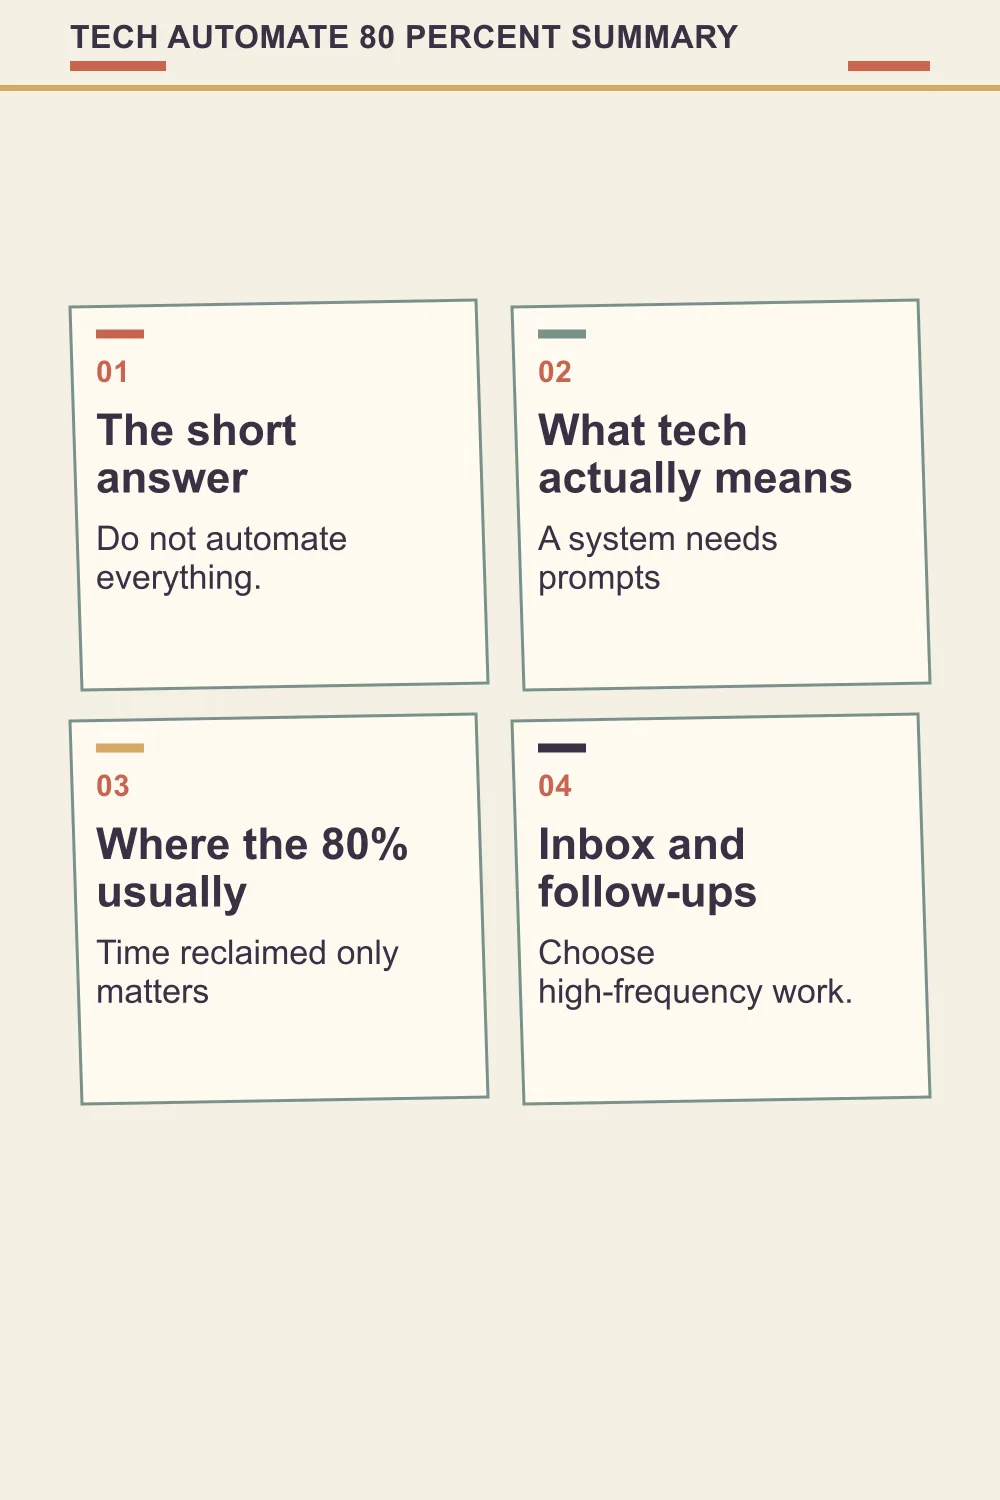 TECH AUTOMATE 80 PERCENT SUMMARY
01
The short
answer
Do not automate
everything.
02
What tech
actually means
A system needs
prompts
03
Where the 80%
usually
Time reclaimed only
matters
04
Inbox and
follow-ups
Choose
high-frequency work.